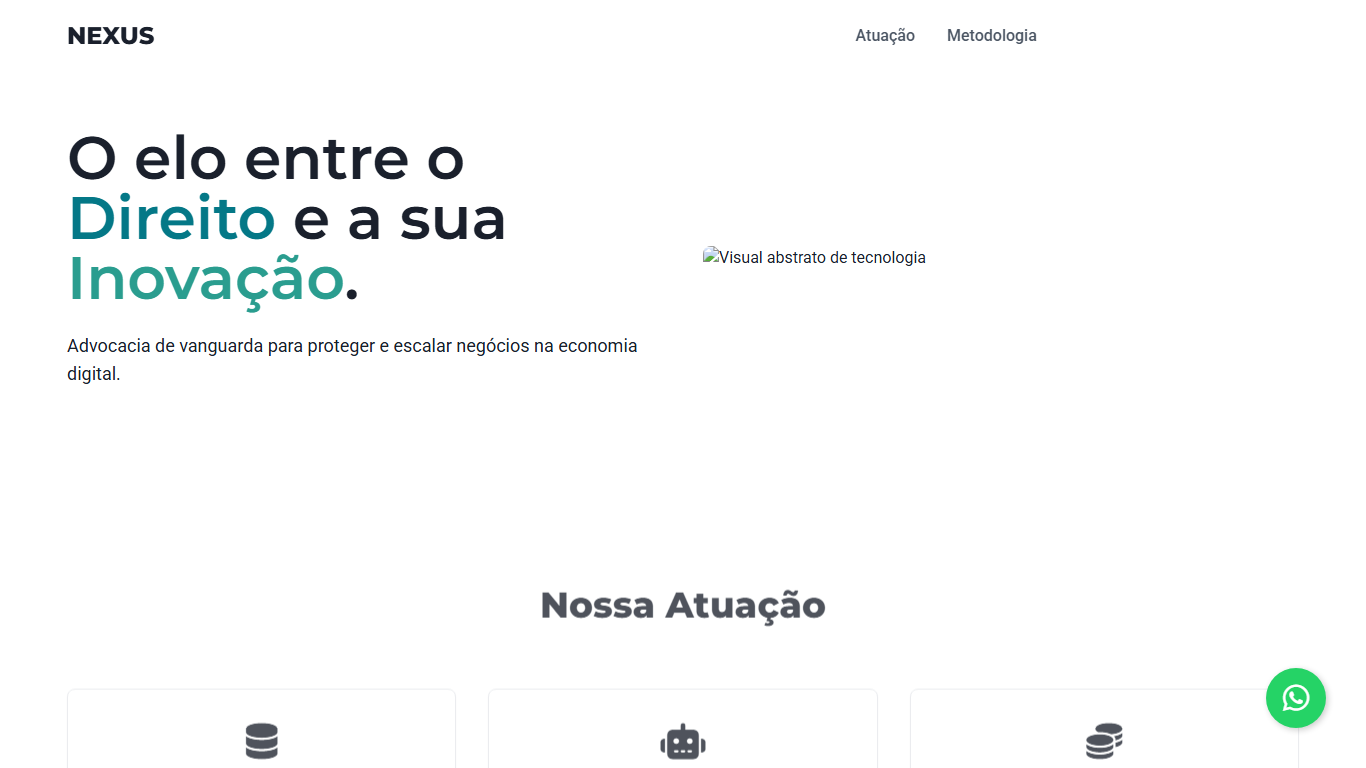 NEXUS
Atuação
Metodologia
O elo entre o
Direito e a sua
Inovação.
Visual abstrato de tecnologia
Advocacia de vanguarda para proteger e escalar negócios na economia
digital.
Nossa Atuação